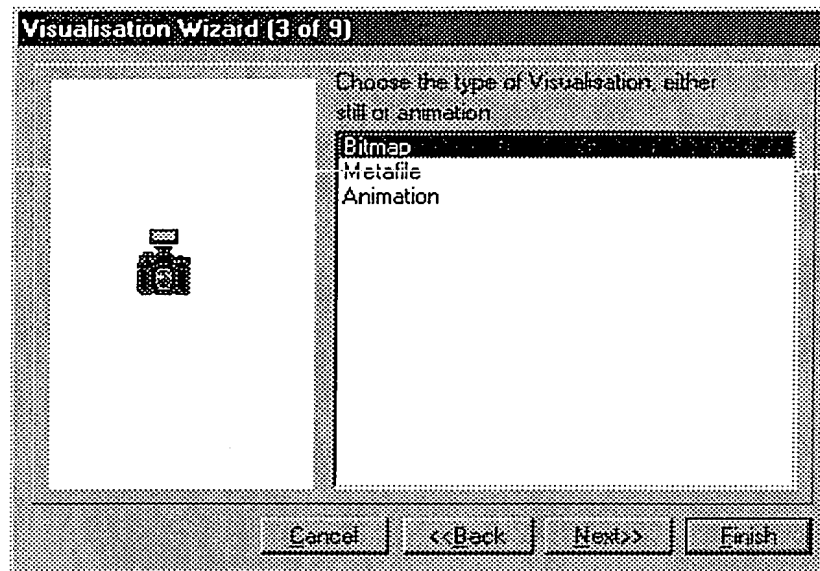 Visualisation Wizard (3 of 9)
Choose the type of Visualisation, either
still or animation
Bitmap
Metafile
Animation
Cancel
<<Back
Next>>
Finish